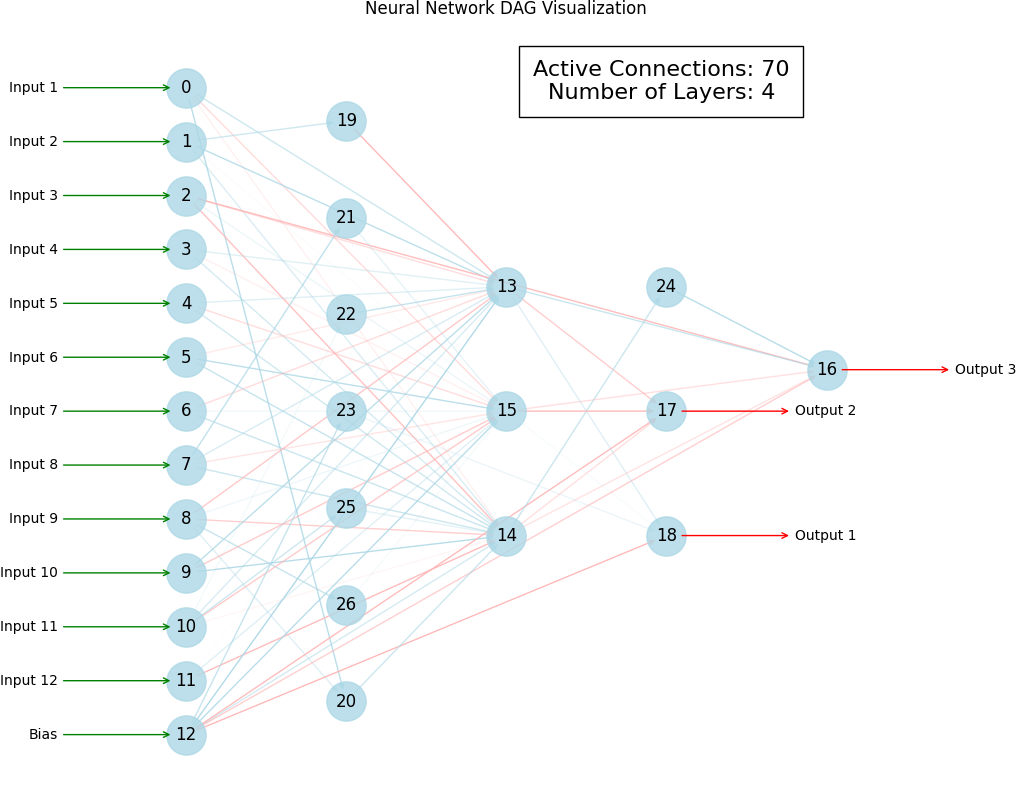 Neural Network DAG Visualization
Active Connections: 70
Number of Layers: 4
Input 1
0
19
Input 2
1
Input 3
2
21
Input 4
3
13
24
Input 5
4
22
Input 6
5
16
Output 3
Input 7
6
23
15
17
Output 2
Input 8
7
Input 9
8
25
14
18
Output 1
Input 10
9
Input 11
10
26
Input 12
11
20
Bias
12